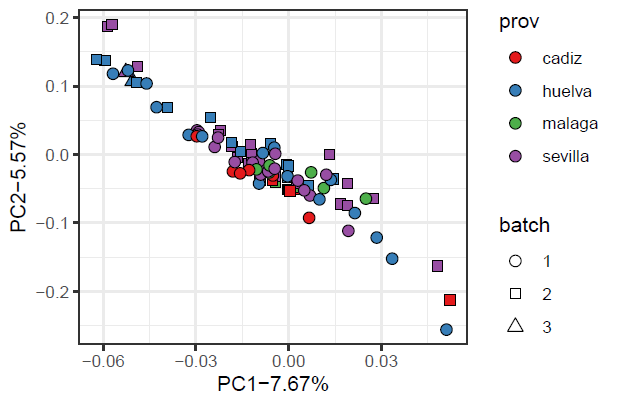 0.2
0.1
0.0
−0.1
−0.2
PC2−5.57%
−0.06
−0.03
0.00
0.03
PC1−7.67%
prov
cadiz
huelva
malaga
sevilla
batch
1
2
3